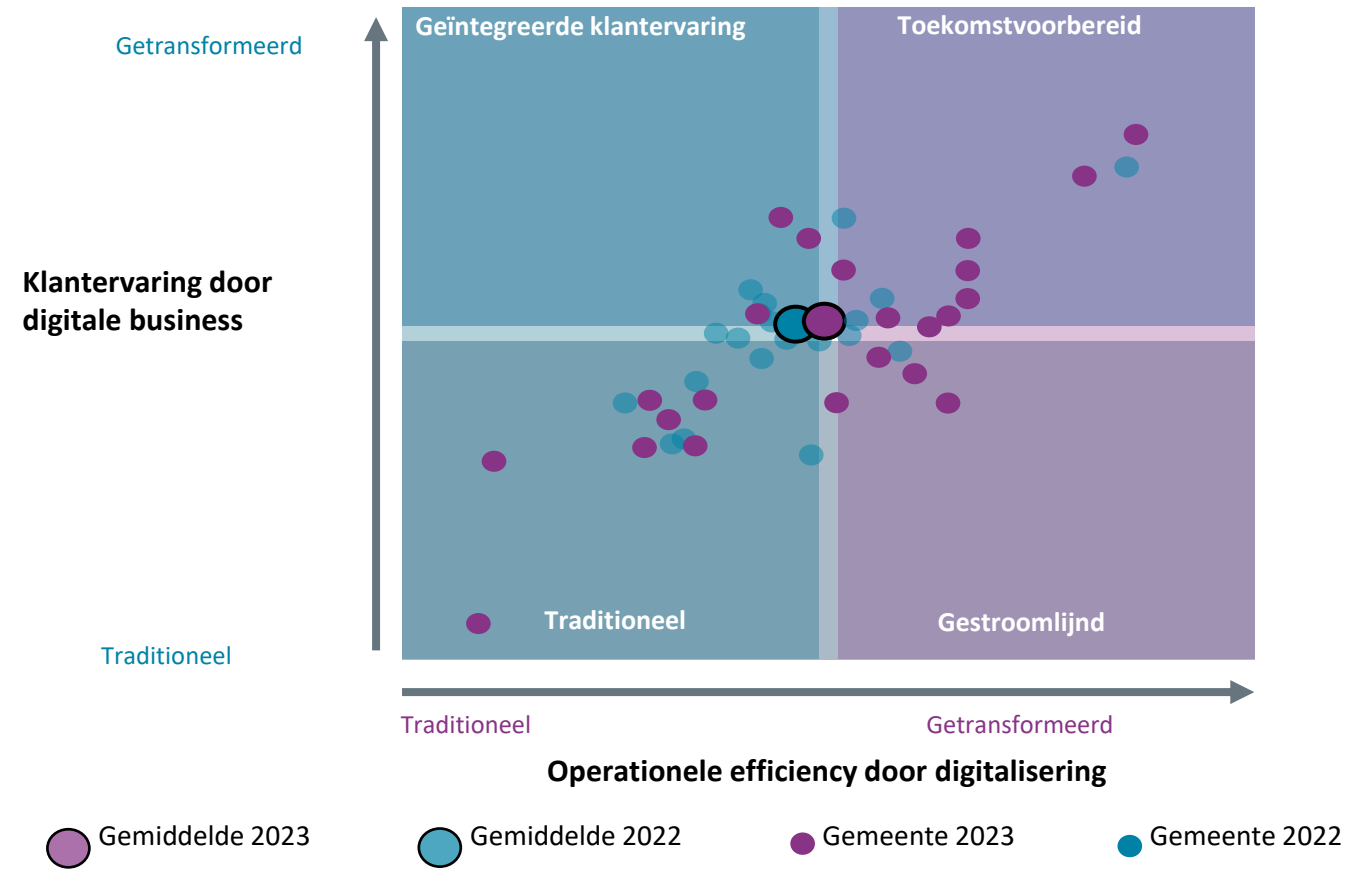 Geïntegreerde klantervaring
Toekomstvoorbereid
Getransformeerd
Klantervaring door
digitale business
Traditioneel
Gestroomlijnd
Traditioneel
Traditioneel
Getransformeerd
Operationele efficiency door digitalisering
Gemiddelde 2023
Gemiddelde 2022
Gemeente 2023
Gemeente 2022